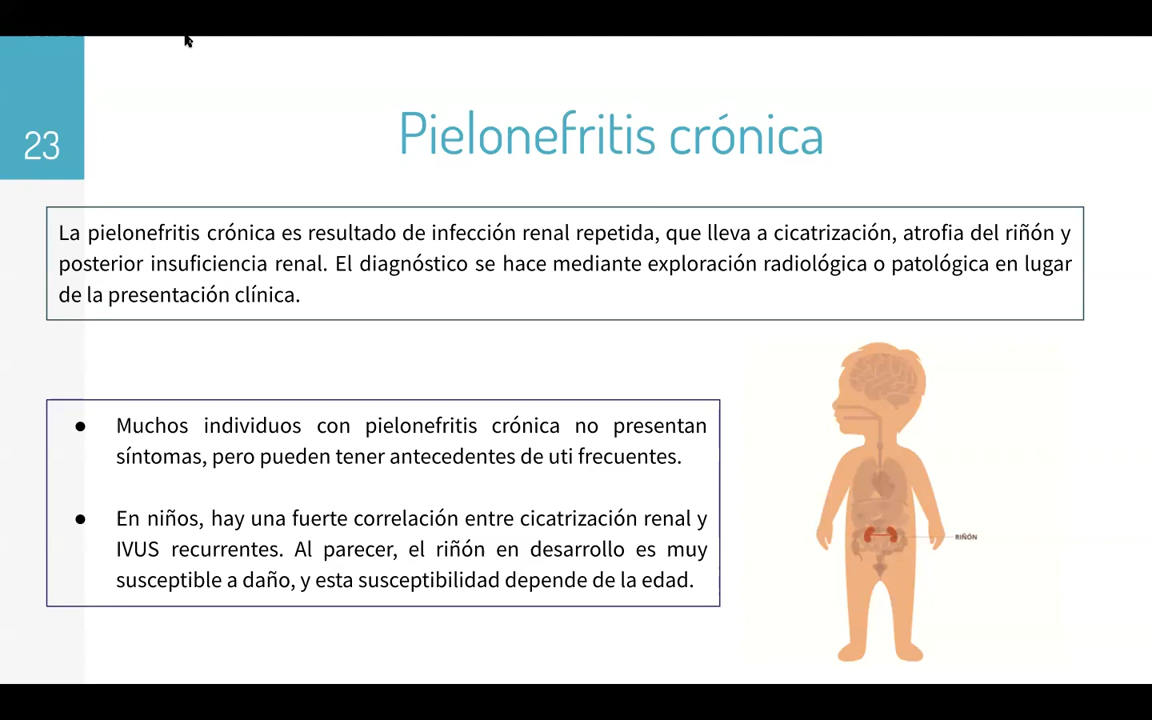 23
Pielonefritis crónica
La pielonefritis crónica es resultado de infección renal repetida, que lleva a cicatrización, atrofia del riñón y
posterior insuficiencia renal. El diagnóstico se hace mediante exploración radiológica o patológica en lugar
de la presentación clínica.
● Muchos individuos con pielonefritis crónica no presentan
síntomas, pero pueden tener antecedentes de uti frecuentes.
● En niños, hay una fuerte correlación entre cicatrización renal y
IVUS recurrentes. Al parecer, el riñón en desarrollo es muy
susceptible a daño, y esta susceptibilidad depende de la edad.
RIÑÓN